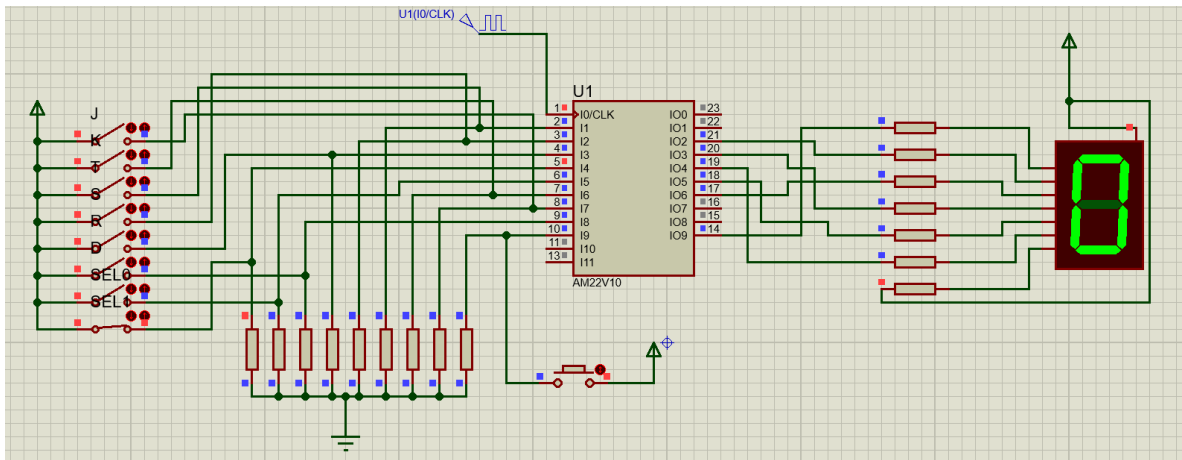 U1(I0/CLK)
J
K
T
S
R
D
SEL0
SEL1
U1
1 I0/CLK IO0 23
2 I1 IO1 22
3 I2 IO2 21
4 I3 IO3 20
5 I4 IO4 19
6 I5 IO5 18
7 I6 IO6 17
8 I7 IO7 16
9 I8 IO8 15
10 I9 IO9 14
11 I10
13 I11
AM22V10